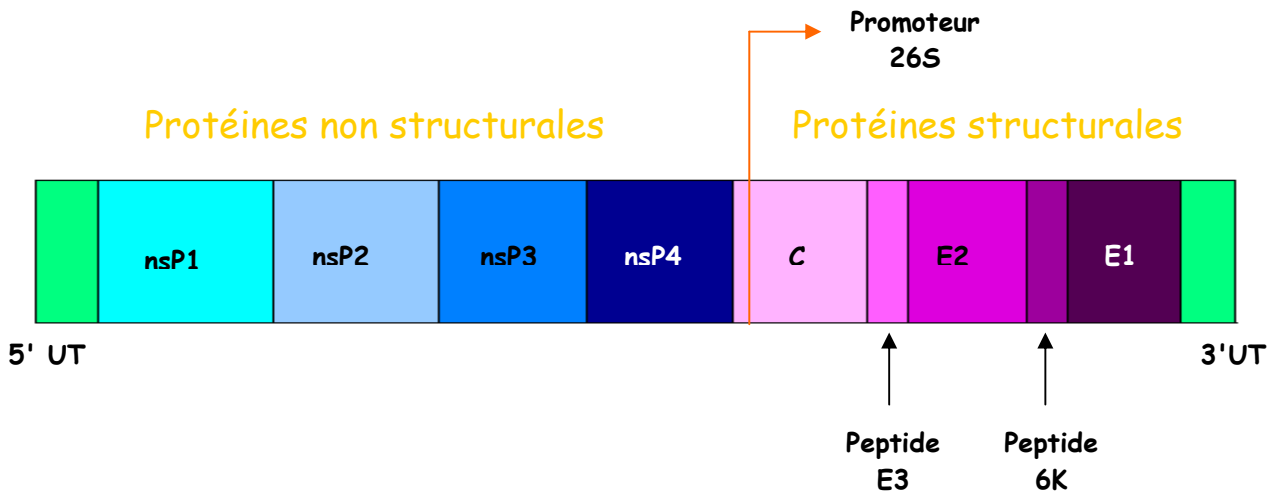 Promoteur
26S
Protéines non structurales
Protéines structurales
nsP1
nsP2
nsP3
nsP4
C
E2
E1
5' UT
3'UT
Peptide
E3
Peptide
6K